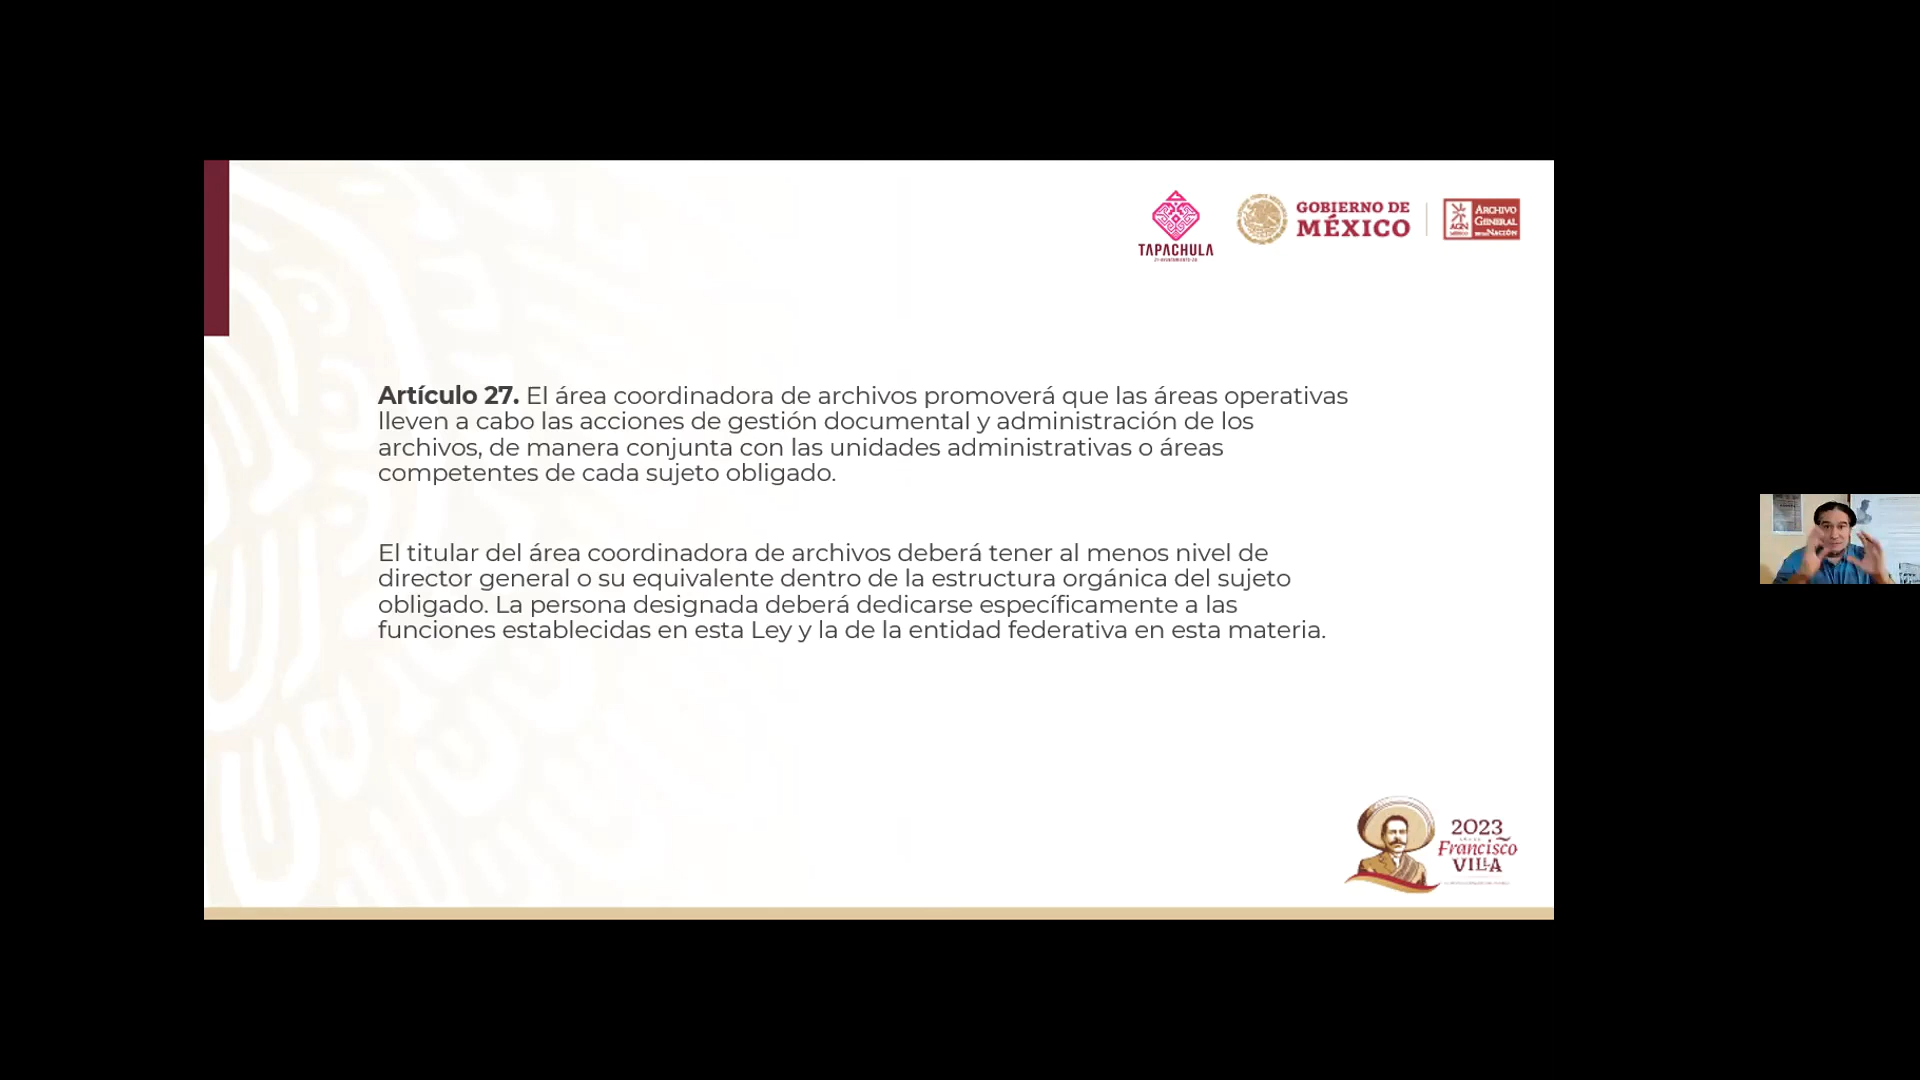 TAPACHULA
GOBIERNO DE
MÉXICO
AGN
ARCHIVO
GENERAL
NACIÓN
Artículo 27. El área coordinadora de archivos promoverá que las áreas operativas
lleven a cabo las acciones de gestión documental y administración de los
archivos, de manera conjunta con las unidades administrativas o áreas
competentes de cada sujeto obligado.
El titular del área coordinadora de archivos deberá tener al menos nivel de
director general o su equivalente dentro de la estructura orgánica del sujeto
obligado. La persona designada deberá dedicarse específicamente a las
funciones establecidas en esta Ley y la de la entidad federativa en esta materia.
2023
Francisco
VILLA